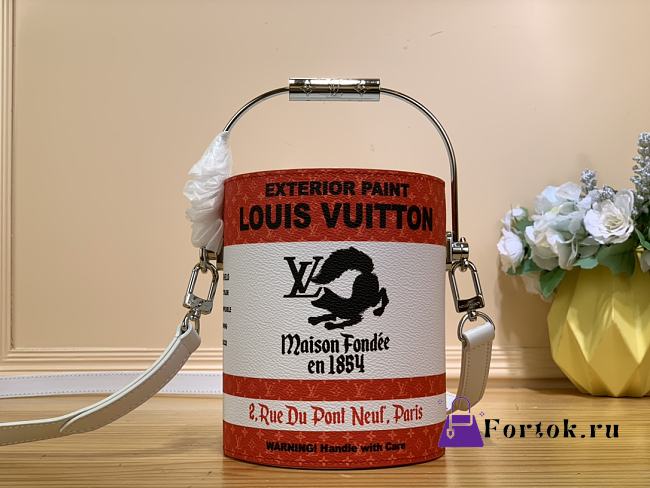 EXTERIOR PAINT
LOUIS VUITTON
LV
Maison Fondée
en 1854
2, Rue Du Pont Neuf, Paris
WARNING! Handle with Care
Fortok.ru